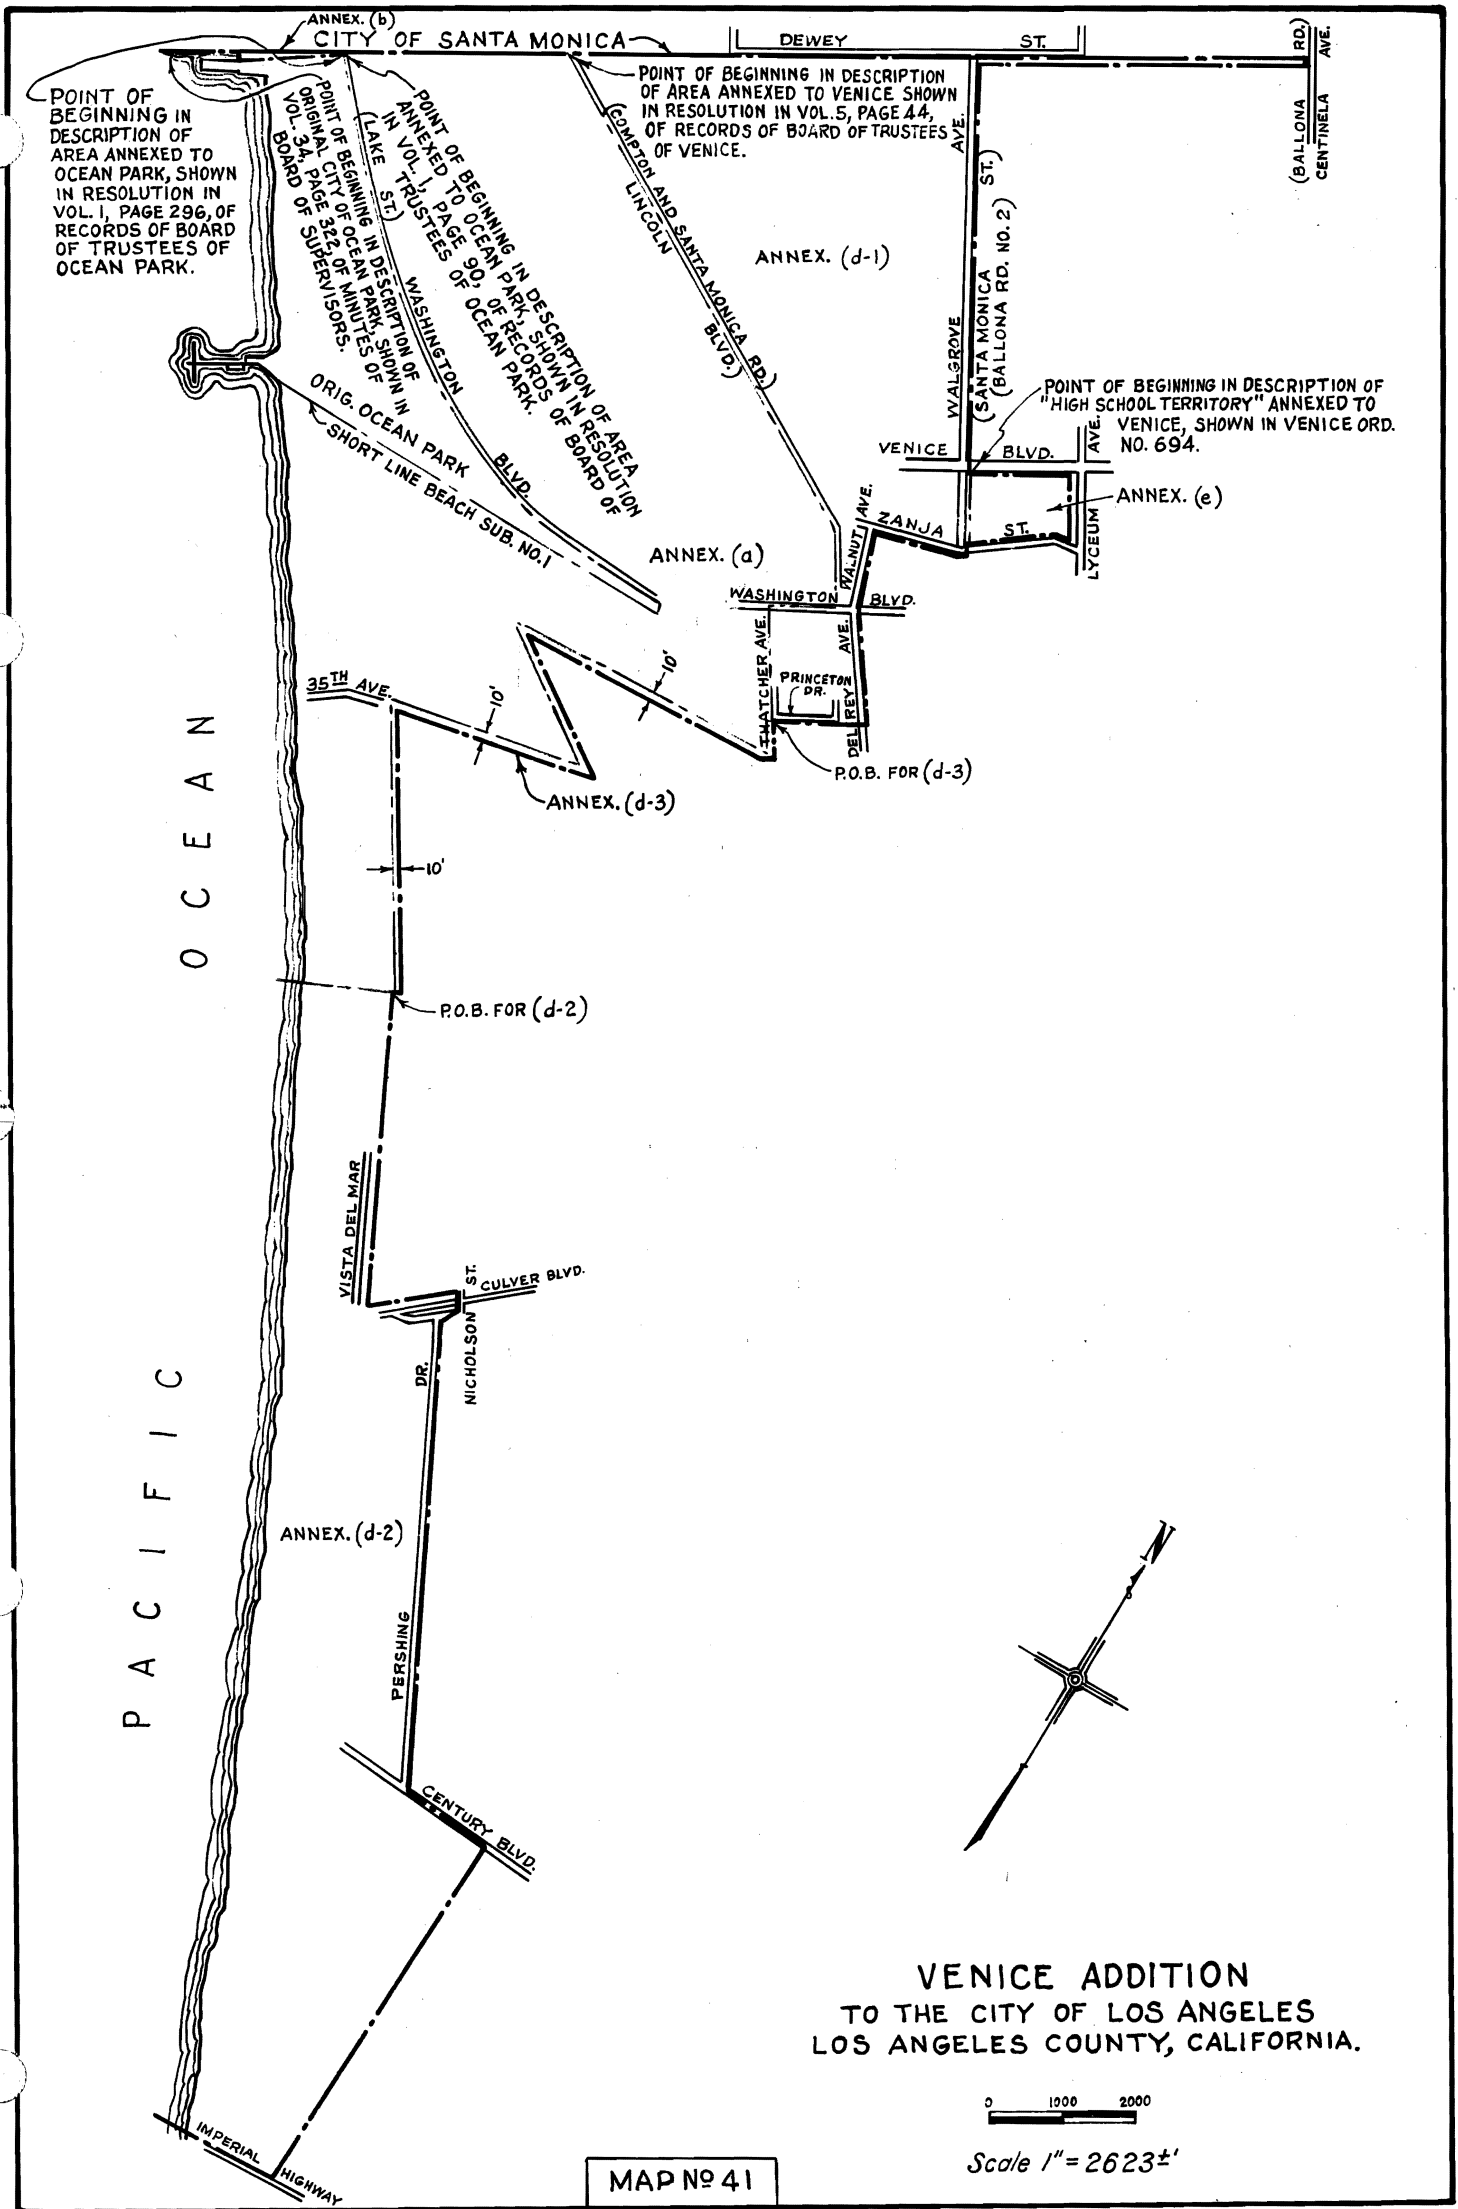 ANNEX. (b)
CITY OF SANTA MONICA
DEWEY ST.
(BALLONA RD.)
CENTINELA AVE.
POINT OF
BEGINNING IN
DESCRIPTION OF
AREA ANNEXED TO
OCEAN PARK, SHOWN
IN RESOLUTION IN
VOL. 1, PAGE 296, OF
RECORDS OF BOARD
OF TRUSTEES OF
OCEAN PARK.
POINT OF BEGINNING IN DESCRIPTION OF
ORIGINAL CITY OF OCEAN PARK, SHOWN IN
VOL. 34, PAGE 322, OF MINUTES OF
BOARD OF SUPERVISORS.
(LAKE ST.)
WASHINGTON BLVD.
POINT OF BEGINNING IN DESCRIPTION OF AREA
ANNEXED TO OCEAN PARK, SHOWN IN RESOLUTION
IN VOL. 1, PAGE 90, OF RECORDS OF BOARD OF
TRUSTEES OF OCEAN PARK.
POINT OF BEGINNING IN DESCRIPTION
OF AREA ANNEXED TO VENICE SHOWN
IN RESOLUTION IN VOL. 5, PAGE 44,
OF RECORDS OF BOARD OF TRUSTEES
OF VENICE.
(COMPTON AND SANTA MONICA RD.)
LINCOLN BLVD.)
ANNEX. (d-1)
WALGROVE AVE.
(SANTA MONICA ST.)
(BALLONA RD. NO. 2)
POINT OF BEGINNING IN DESCRIPTION OF
"HIGH SCHOOL TERRITORY" ANNEXED TO
VENICE, SHOWN IN VENICE ORD.
NO. 694.
ORIG. OCEAN PARK
SHORT LINE BEACH SUB. NO. 1
VENICE BLVD.
LYCEUM AVE.
ANNEX. (e)
ZANJA ST.
WALNUT AVE.
ANNEX. (a)
WASHINGTON BLVD.
THATCHER AVE.
PRINCETON
DR.
DEL REY AVE.
35TH AVE.
10'
10'
P.O.B. FOR (d-3)
ANNEX. (d-3)
10'
P.O.B. FOR (d-2)
VISTA DEL MAR
NICHOLSON ST.
CULVER BLVD.
PERSHING DR.
ANNEX. (d-2)
CENTURY BLVD.
IMPERIAL HIGHWAY
PACIFIC OCEAN
N
S
VENICE ADDITION
TO THE CITY OF LOS ANGELES
LOS ANGELES COUNTY, CALIFORNIA.
0 1000 2000
Scale 1" = 2623±'
MAP Nº 41